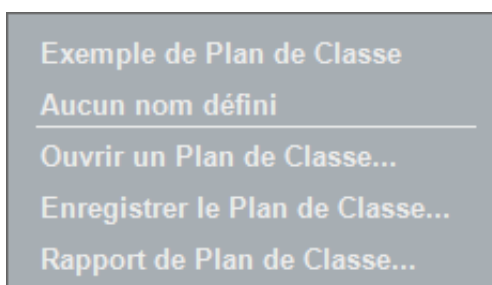 Exemple de Plan de Classe
Aucun nom défini
Ouvrir un Plan de Classe...
Enregistrer le Plan de Classe...
Rapport de Plan de Classe...